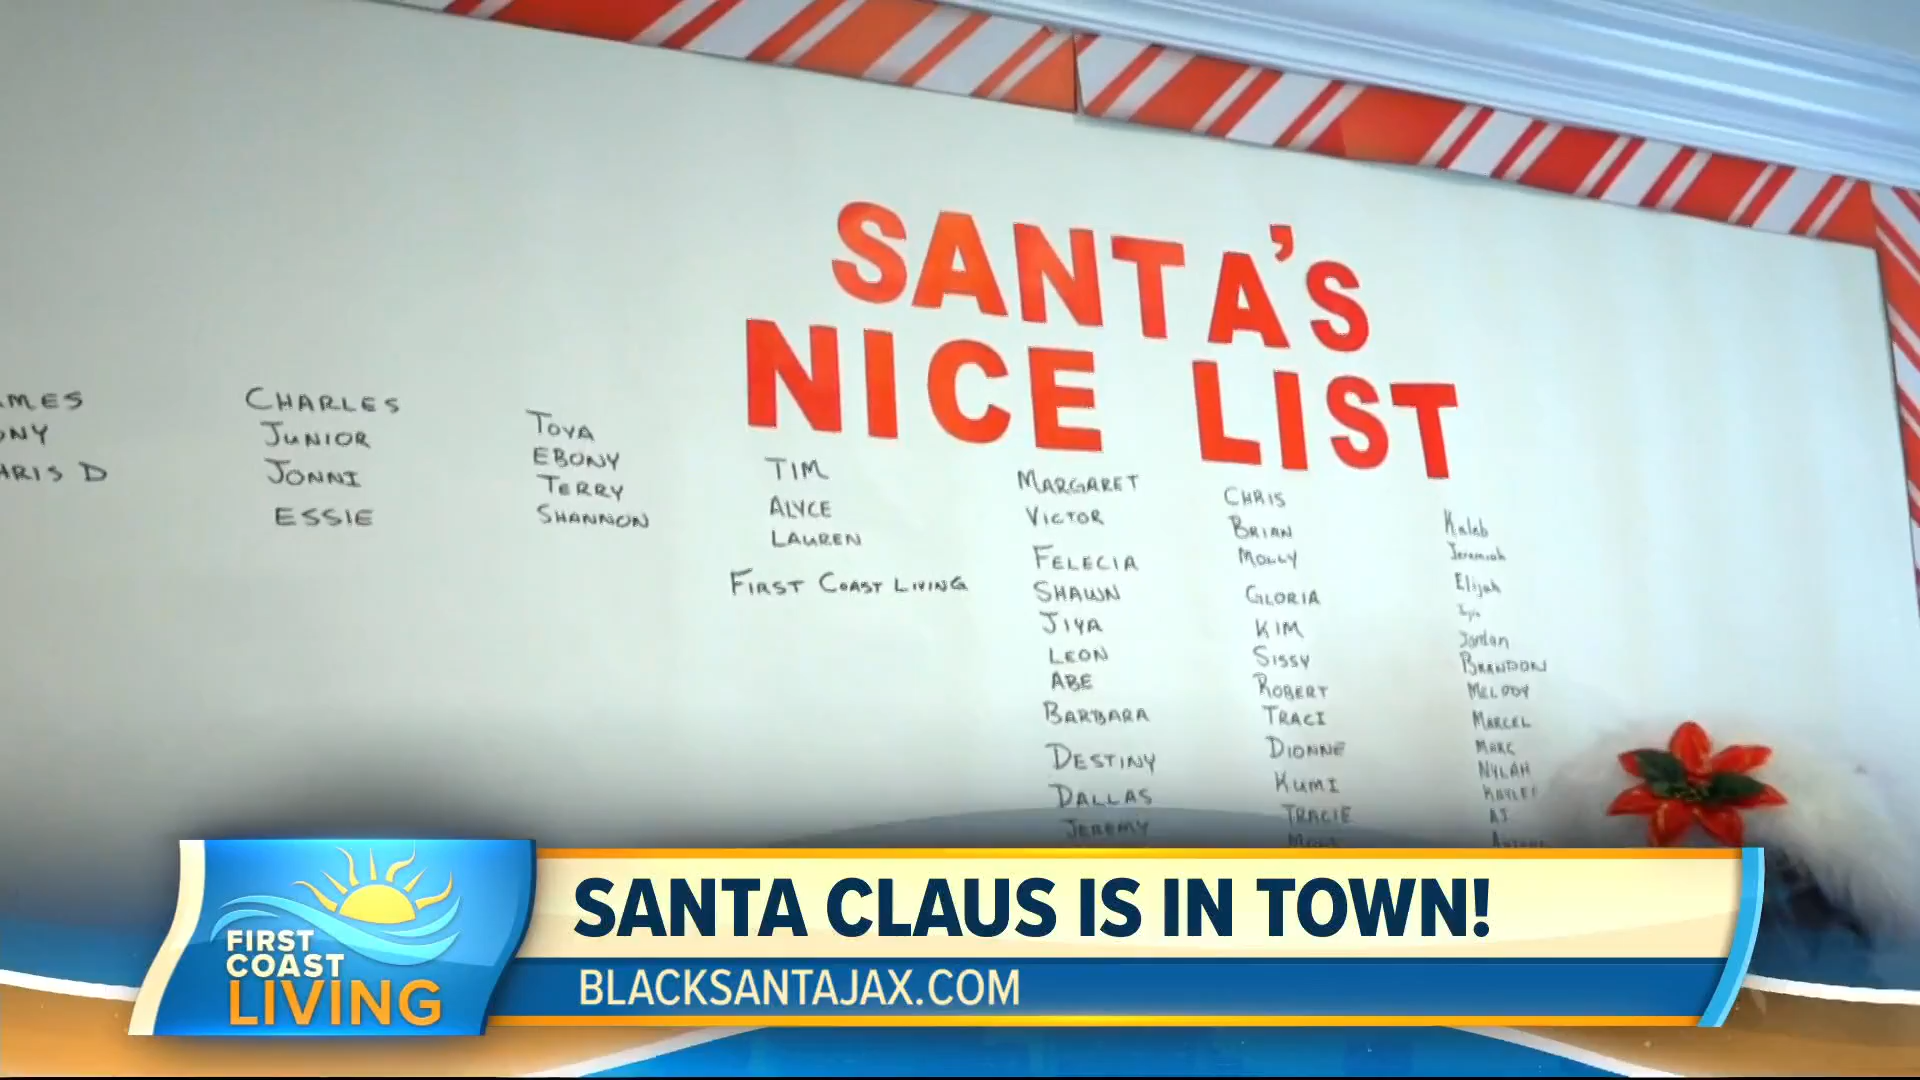 SANTA'S
NICE LIST
CHARLES
JUNIOR
JONNI
ESSIE
TOYA
EBONY
TERRY
SHANNON
TIM
ALYCE
LAUREN
FIRST COAST LIVING
MARGARET
VICTOR
FELECIA
SHAWN
JIYA
LEON
ABE
BARBARA
DESTINY
DALLAS
JEREMY
CHRIS
BRIAN
MOLLY
GLORIA
KIM
SISSY
ROBERT
TRACI
DIONNE
KUMI
TRACIE
Kaleb
Jeremiah
Elijah
Jordan
BRANDON
MELODY
MARCEL
MARC
NYLAH
AJ
FIRST
COAST
LIVING
SANTA CLAUS IS IN TOWN!
BLACKSANTAJAX.COM